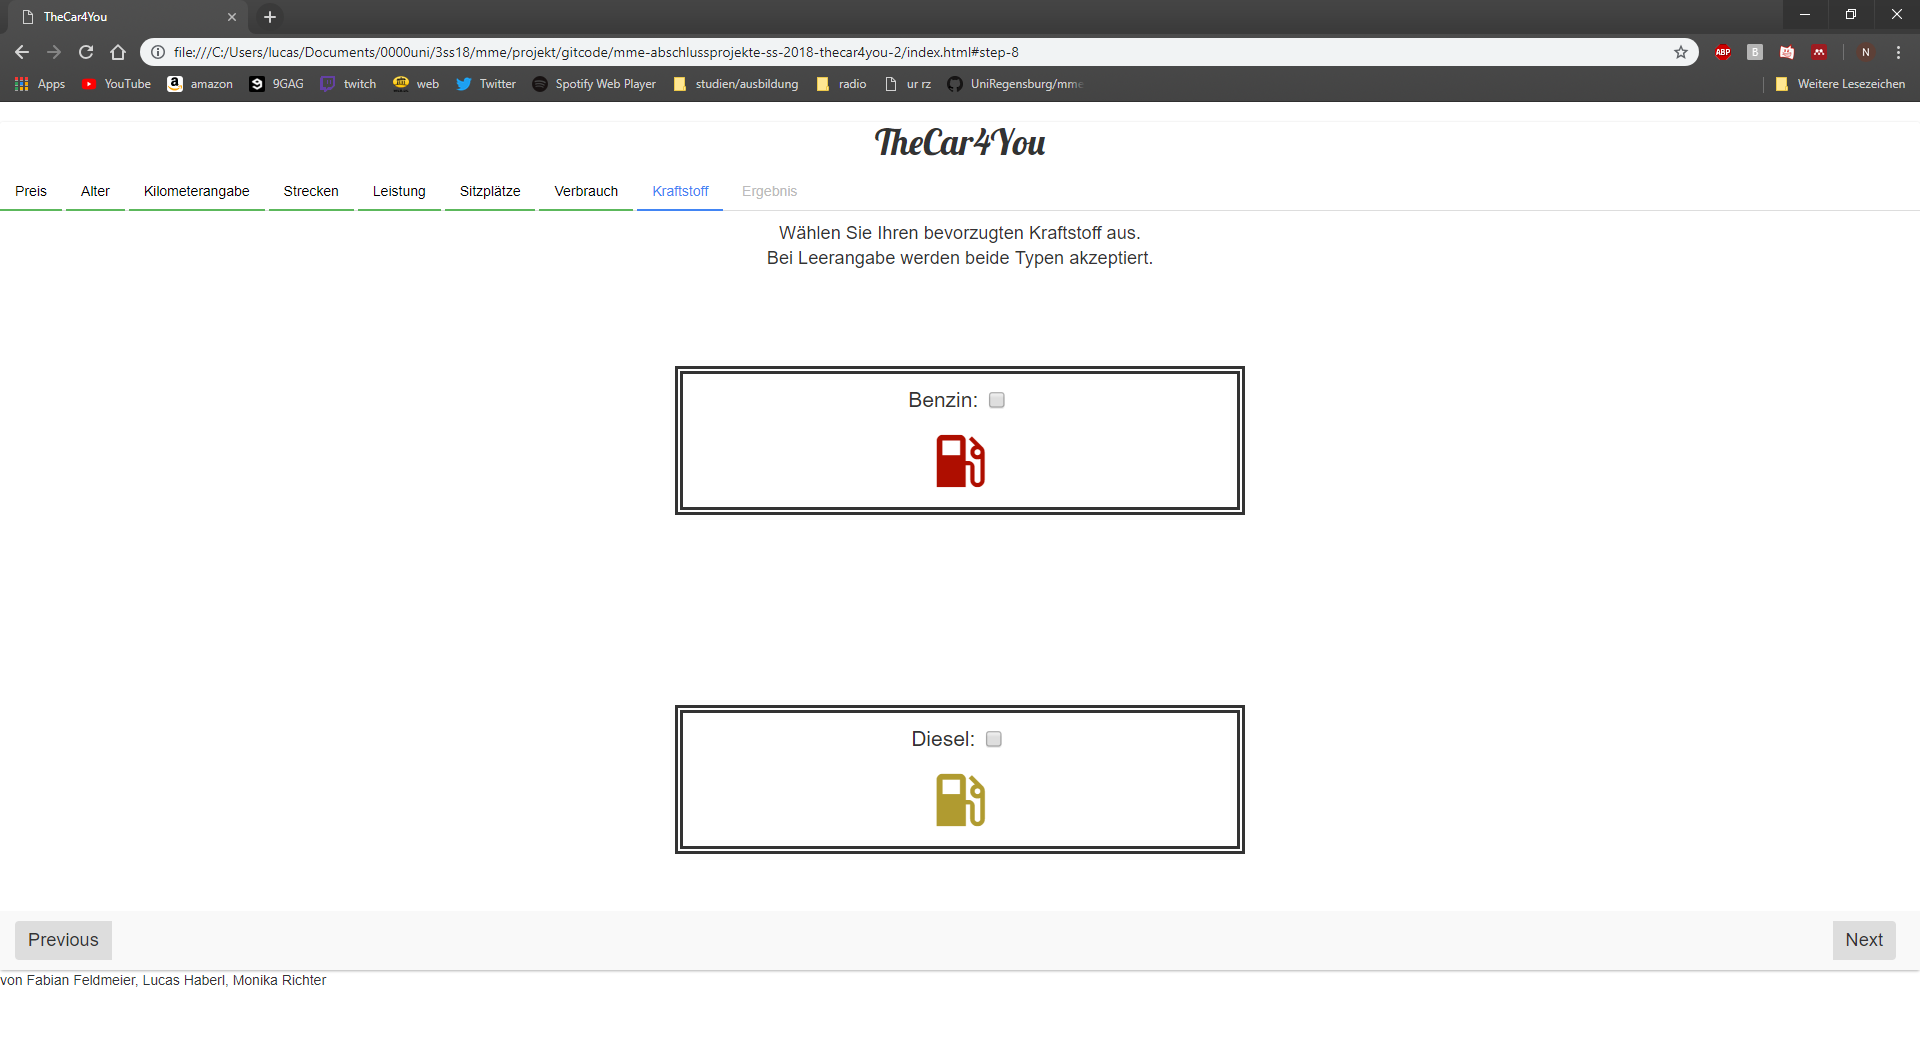 TheCar4You
file:///C:/Users/lucas/Documents/0000uni/3ss18/mme/projekt/gitcode/mme-abschlussprojekte-ss-2018-thecar4you-2/index.html#step-8
ABP
B
N
Apps YouTube amazon 9GAG twitch web Twitter Spotify Web Player studien/ausbildung radio ur rz UniRegensburg/mme Weitere Lesezeichen
TheCar4You
Preis Alter Kilometerangabe Strecken Leistung Sitzplätze Verbrauch Kraftstoff Ergebnis
Wählen Sie Ihren bevorzugten Kraftstoff aus.
Bei Leerangabe werden beide Typen akzeptiert.
Benzin:
Diesel:
Previous Next
von Fabian Feldmeier, Lucas Haberl, Monika Richter